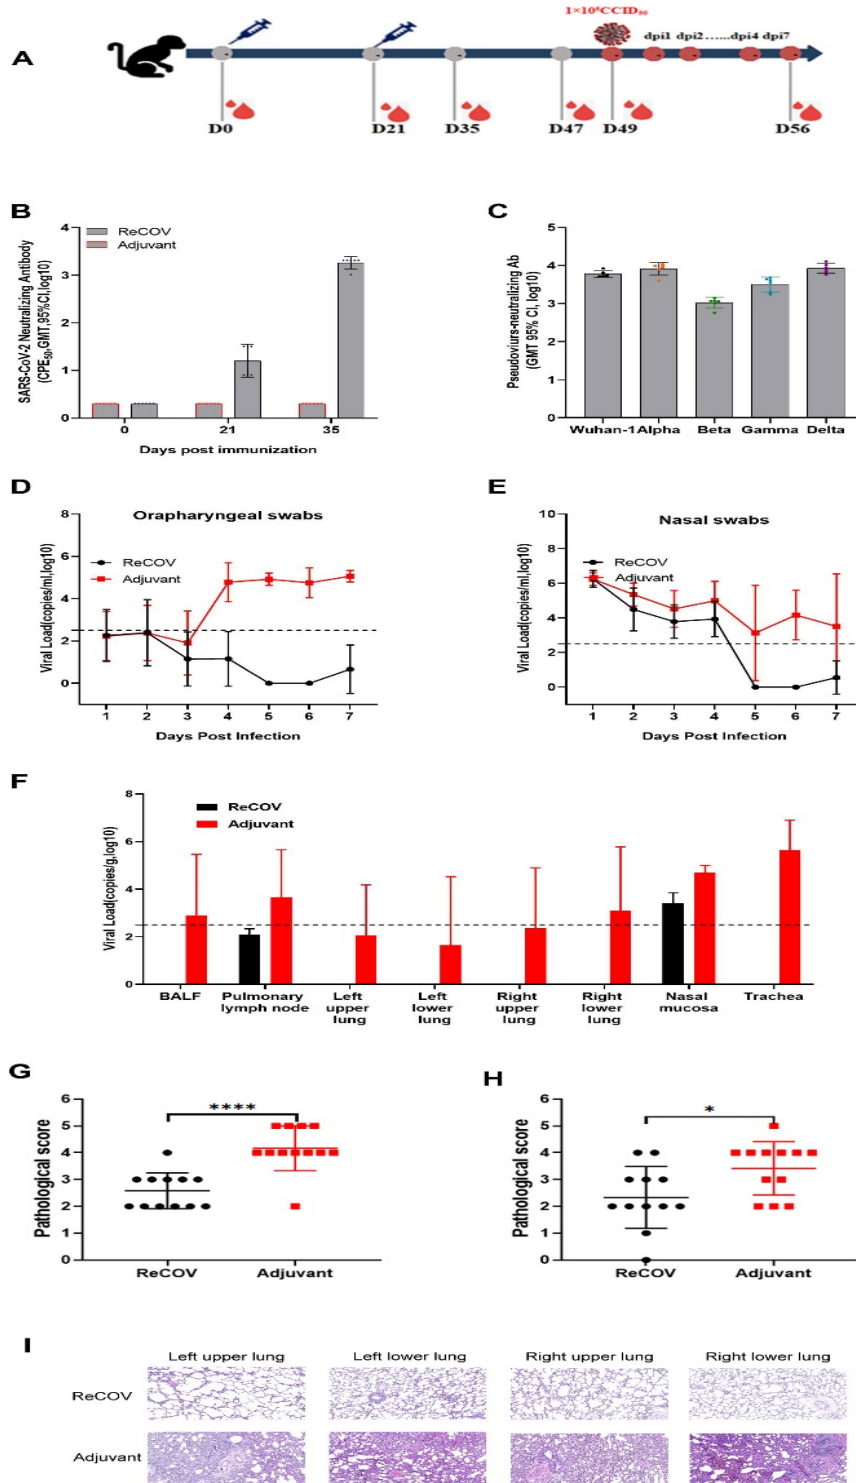 A
1×10⁶CCID₅₀
dpi1 dpi2 ......dpi4 dpi7
D0 D21 D35 D47 D49 D56
B
ReCOV
Adjuvant
SARS-CoV-2 Neutralizing Antibody
(CPE₅₀,GMT,95%CI,log10)
4
3
2
1
0
0 21 35
Days post immunization
C
Pseudoviurs-neutralizing Ab
(GMT 95% CI, log10)
5
4
3
2
1
0
Wuhan-1 Alpha Beta Gamma Delta
D
Orapharyngeal swabs
ReCOV
Adjuvant
Viral Load(copies/ml,log10)
8
6
4
2
0
1 2 3 4 5 6 7
Days Post Infection
E
Nasal swabs
ReCOV
Adjuvant
Viral Load(copies/ml,log10)
10
8
6
4
2
0
1 2 3 4 5 6 7
Days Post Infection
F
ReCOV
Adjuvant
Viral Load(copies/g,log10)
8
6
4
2
0
BALF
Pulmonary
lymph node
Left
upper
lung
Left
lower
lung
Right
upper
lung
Right
lower
lung
Nasal
mucosa
Trachea
G
****
Pathological score
6
5
4
3
2
1
0
ReCOV Adjuvant
H
*
Pathological score
6
5
4
3
2
1
0
ReCOV Adjuvant
I
Left upper lung Left lower lung Right upper lung Right lower lung
ReCOV
Adjuvant